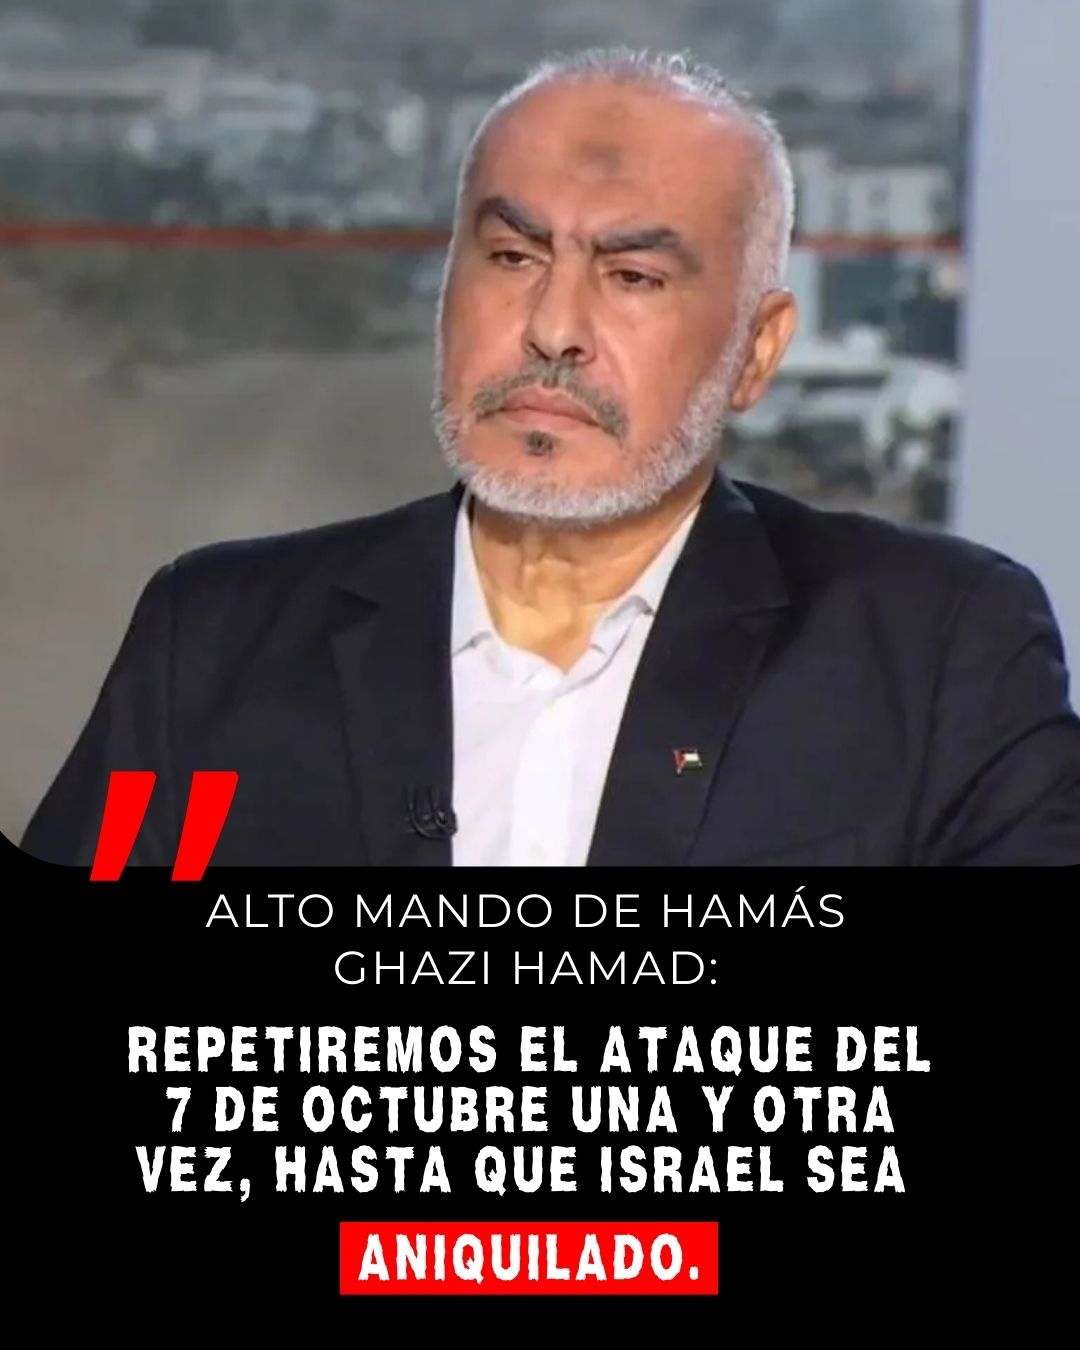 "
ALTO MANDO DE HAMÁS
GHAZI HAMAD:
REPETIREMOS EL ATAQUE DEL
7 DE OCTUBRE UNA Y OTRA
VEZ, HASTA QUE ISRAEL SEA
ANIQUILADO.